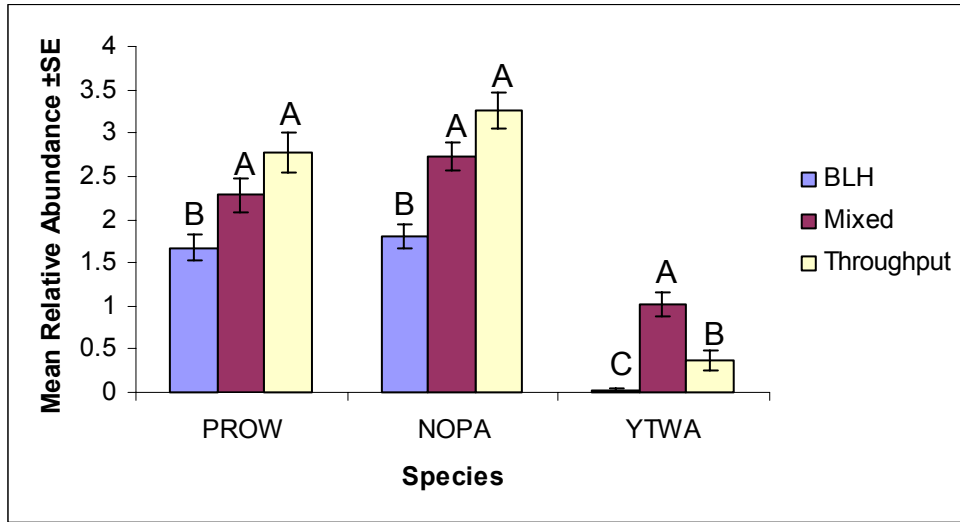 Mean Relative Abundance ±SE
4
3.5
3
2.5
2
1.5
1
0.5
0
B
A
A
B
A
A
C
A
B
PROW
NOPA
YTWA
Species
BLH
Mixed
Throughput